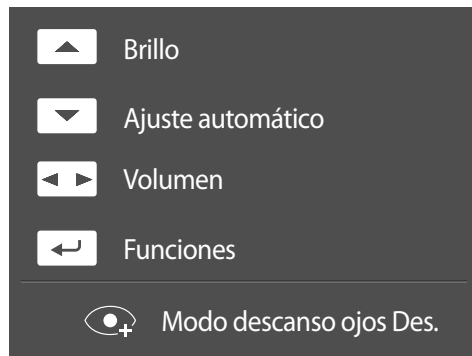 Brillo
Ajuste automático
Volumen
Funciones
Modo descanso ojos Des.